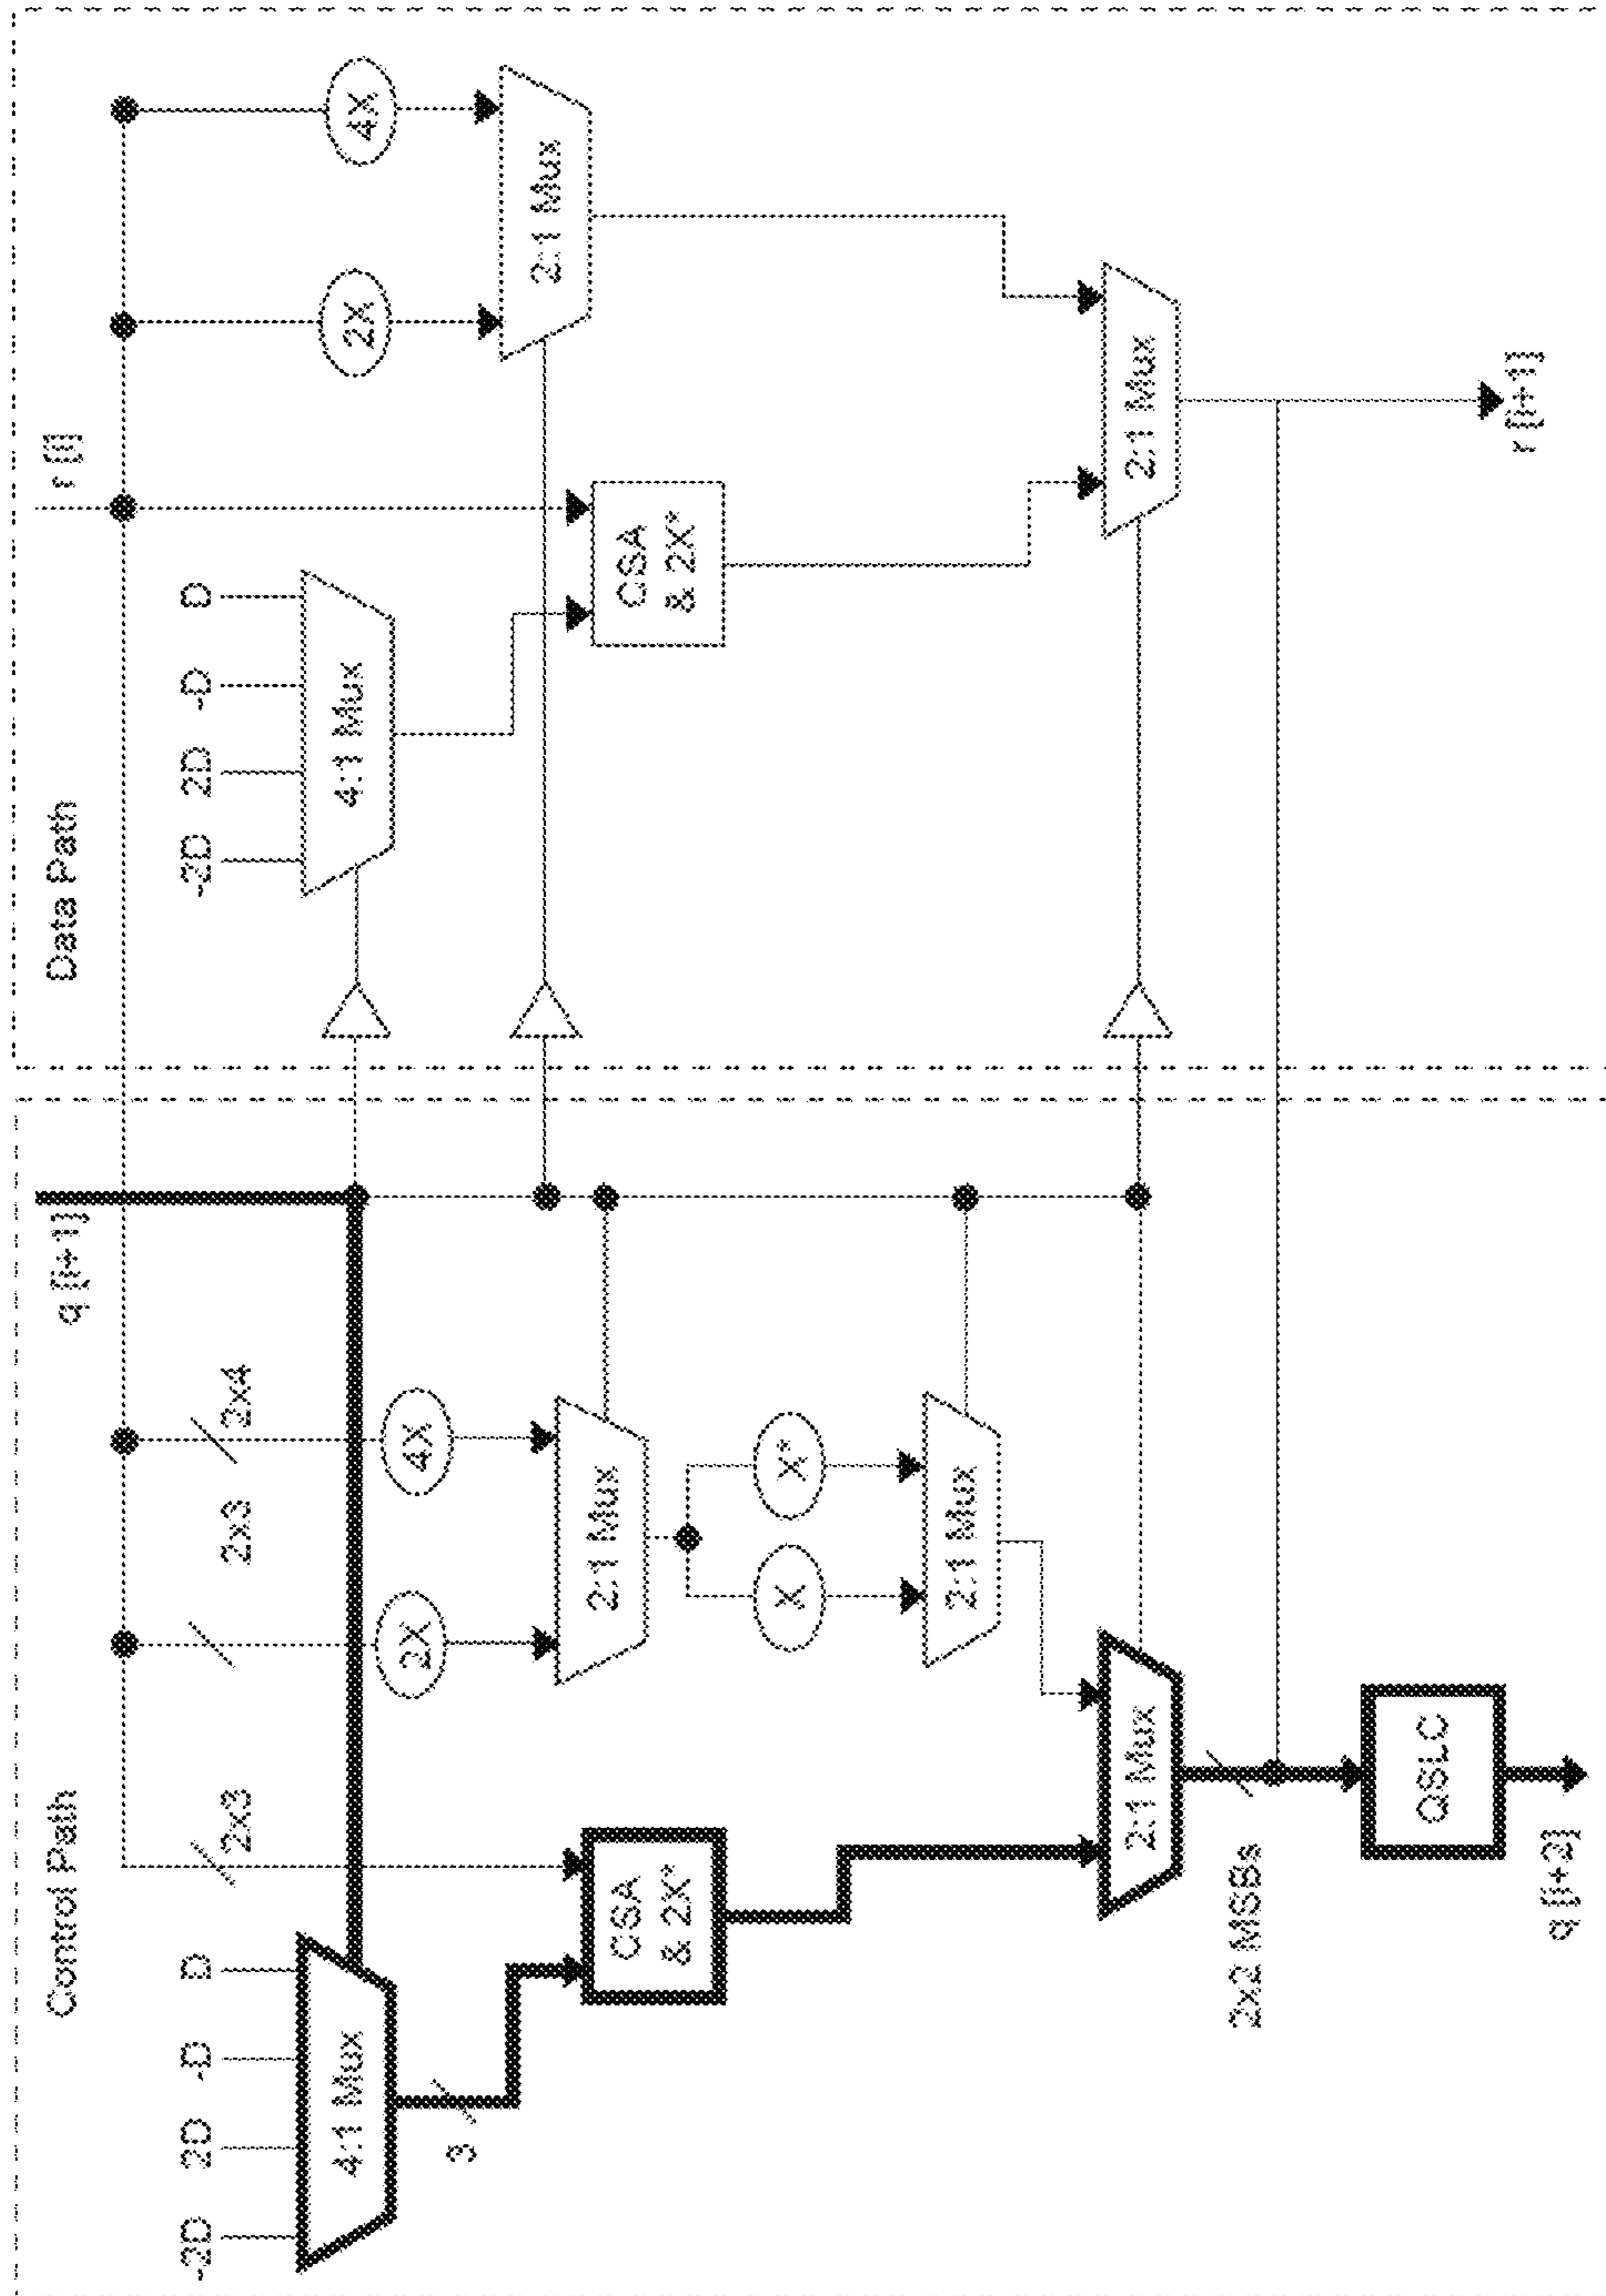 Control Path
q [i+1]
Data Path
r [i]
-2D
2D
-D
D
2x3
2x3
2x4
-2D
2D
-D
D
4:1 Mux
2X
4X
4:1 Mux
2X
4X
3
2:1 Mux
2:1 Mux
CSA
& 2X*
CSA
& 2X*
X
X*
2:1 Mux
2:1 Mux
2:1 Mux
2x2 MSBs
QSLC
r [i+1]
q [i+2]